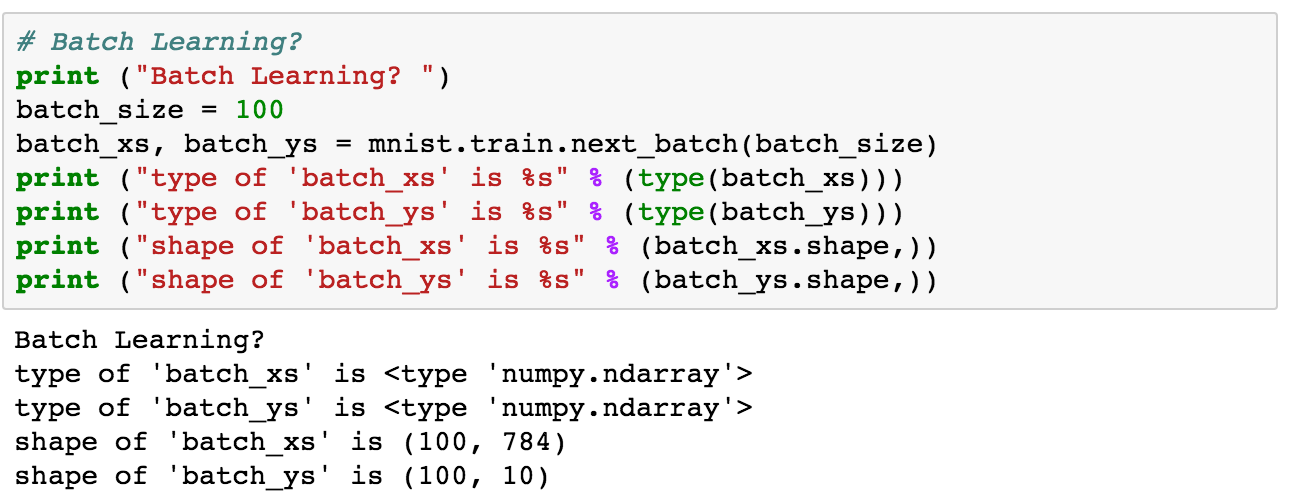 # Batch Learning?
print ("Batch Learning? ")
batch_size = 100
batch_xs, batch_ys = mnist.train.next_batch(batch_size)
print ("type of 'batch_xs' is %s" % (type(batch_xs)))
print ("type of 'batch_ys' is %s" % (type(batch_ys)))
print ("shape of 'batch_xs' is %s" % (batch_xs.shape,))
print ("shape of 'batch_ys' is %s" % (batch_ys.shape,))
Batch Learning?
type of 'batch_xs' is <type 'numpy.ndarray'>
type of 'batch_ys' is <type 'numpy.ndarray'>
shape of 'batch_xs' is (100, 784)
shape of 'batch_ys' is (100, 10)